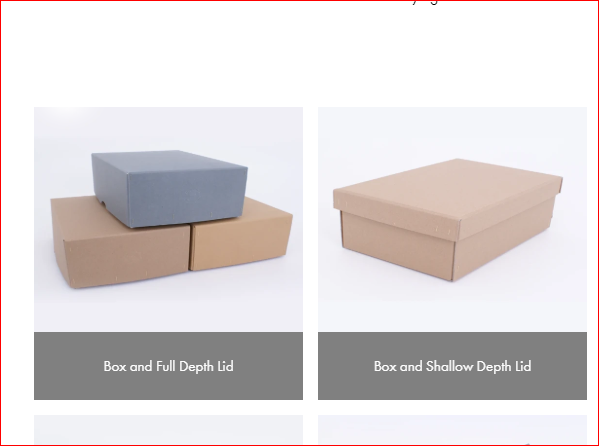 Box and Full Depth Lid
Box and Shallow Depth Lid